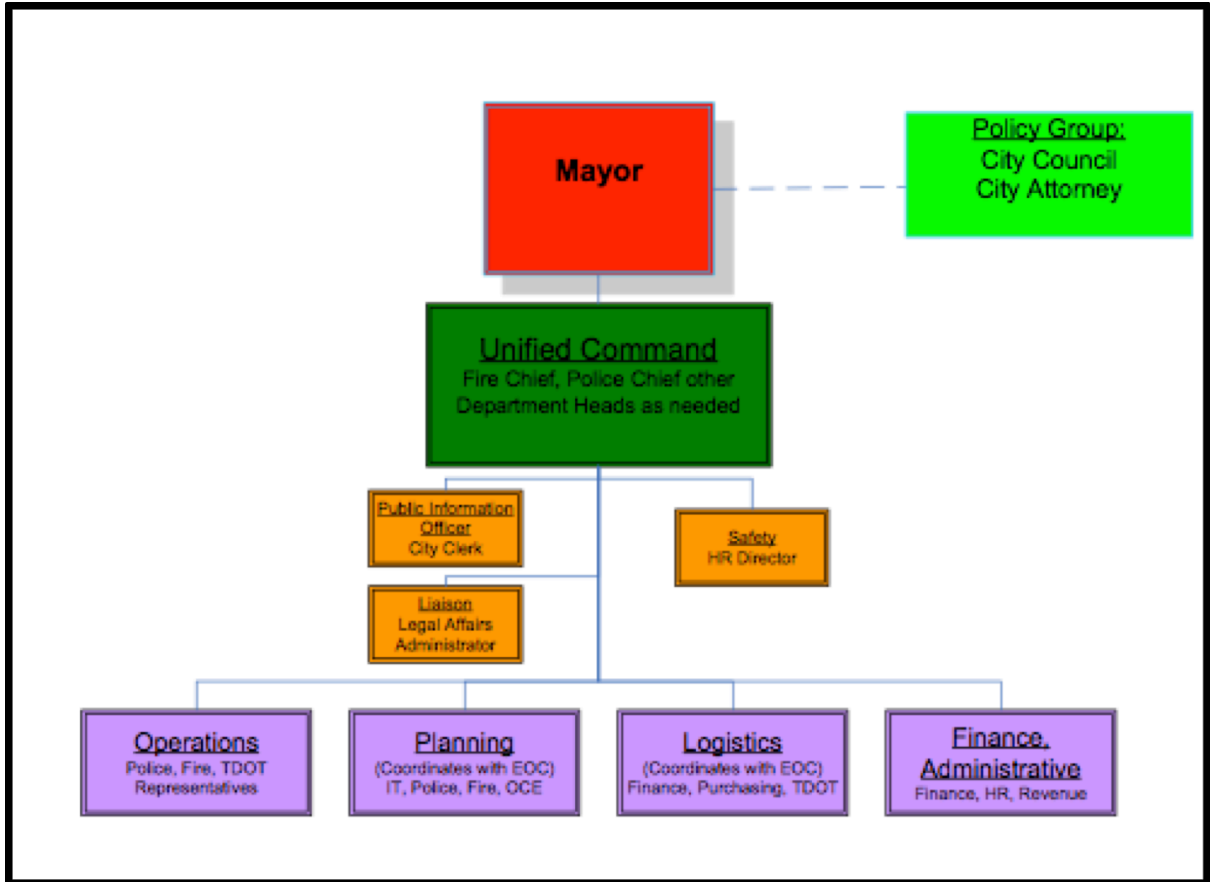 Mayor
Policy Group:
City Council
City Attorney
Unified Command
Fire Chief, Police Chief other
Department Heads as needed
Public Information
Officer
City Clerk
Safety
HR Director
Liaison
Legal Affairs
Administrator
Operations
Police, Fire, TDOT
Representatives
Planning
(Coordinates with EOC)
IT, Police, Fire, OCE
Logistics
(Coordinates with EOC)
Finance, Purchasing, TDOT
Finance,
Administrative
Finance, HR, Revenue